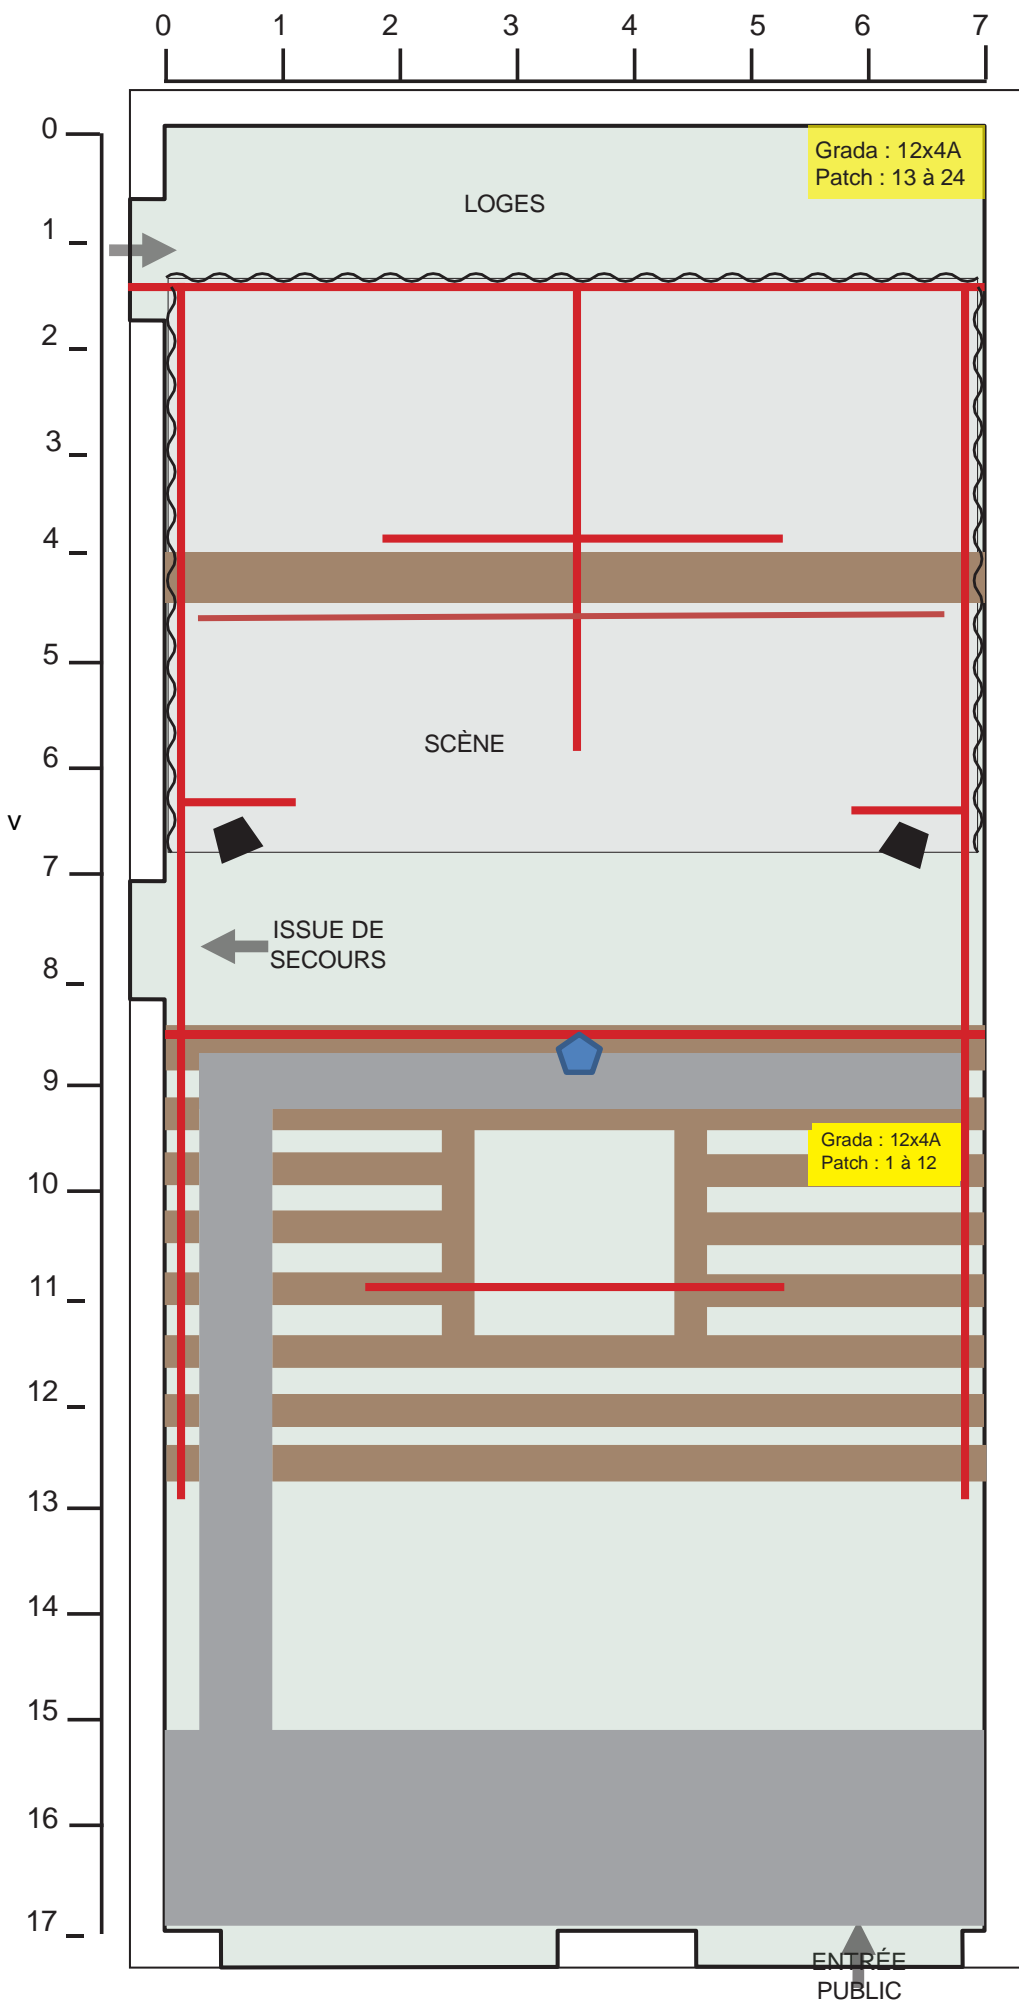 0 1 2 3 4 5 6 7
0
Grada : 12x4A
Patch : 13 à 24
LOGES
1
2
3
4
5
SCÈNE
6
v
7
ISSUE DE
SECOURS
8
9
Grada : 12x4A
Patch : 1 à 12
10
11
12
13
14
15
16
17
ENTRÉE
PUBLIC